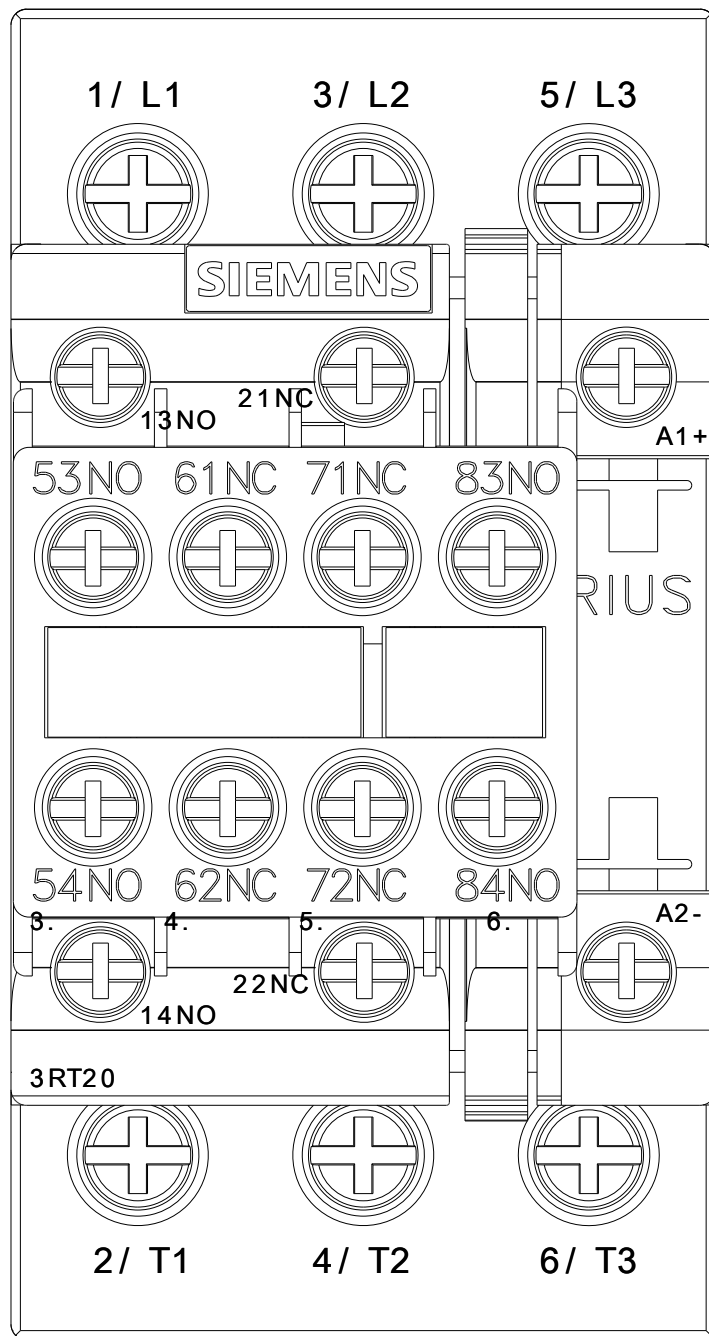 1/ L1 3/ L2 5/ L3
SIEMENS
21NC
13NO
A1+
53NO 61NC 71NC 83NO
RIUS
54NO 62NC 72NC 84NO
3. 4. 5. 6.
A2-
22NC
14NO
3RT20
2/ T1 4/ T2 6/ T3